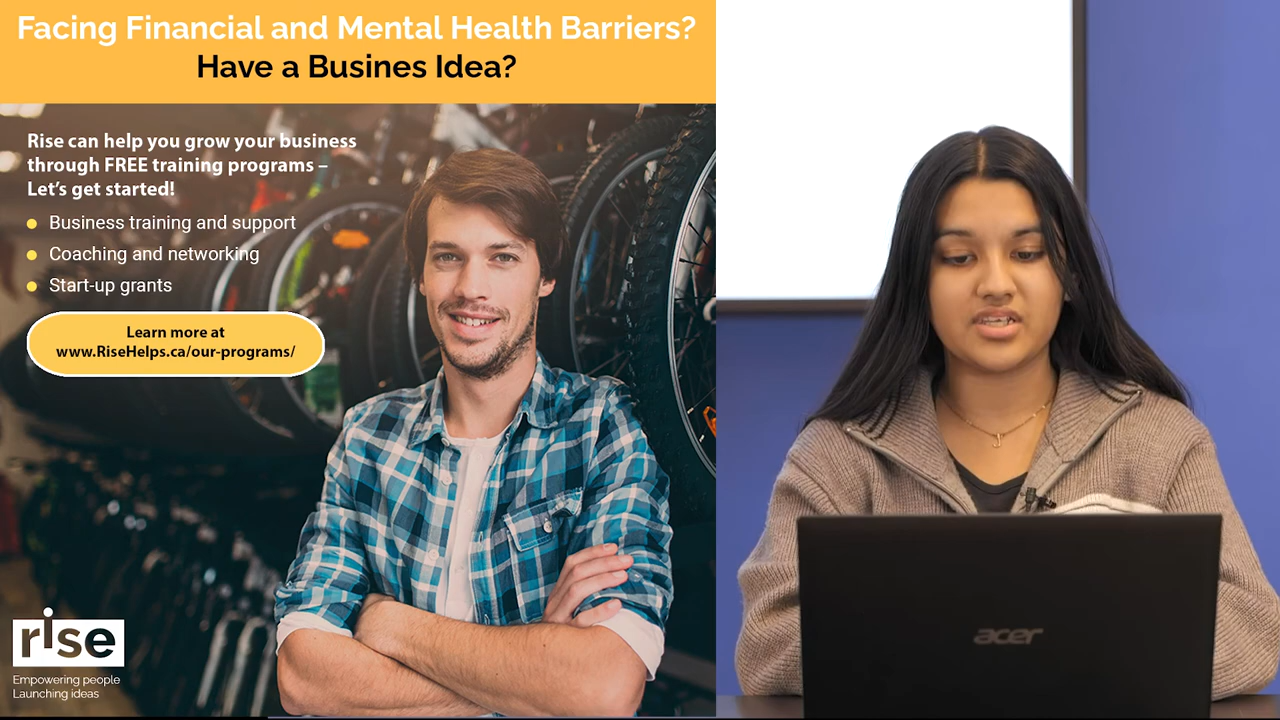 Facing Financial and Mental Health Barriers?
Have a Busines Idea?
Rise can help you grow your business
through FREE training programs –
Let's get started!
Business training and support
Coaching and networking
Start-up grants
Learn more at
www.RiseHelps.ca/our-programs/
rise
Empowering people
Launching ideas
acer